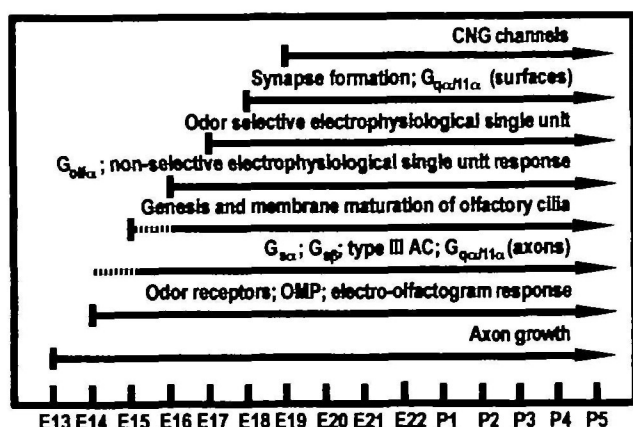 CNG channels
Synapse formation; Gqα/11α (surfaces)
Odor selective electrophysiological single unit
Golfα; non-selective electrophysiological single unit response
Genesis and membrane maturation of olfactory cilia
Gsα; Gsβ; type III AC; Gqα/11α (axons)
Odor receptors; OMP; electro-olfactogram response
Axon growth
E13 E14 E15 E16 E17 E18 E19 E20 E21 E22 P1 P2 P3 P4 P5